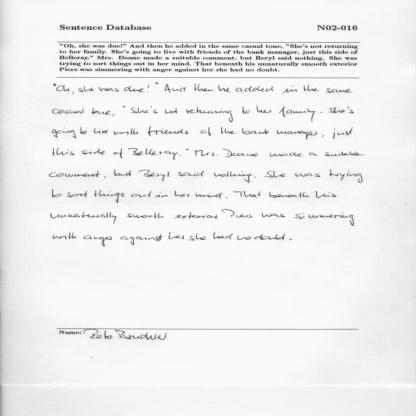 Sentence Database N02-016
"Oh, she was due!" And then he added in the same casual tone, "She's not returning
to her family. She's going to live with friends of the bank manager, just this side of
Belleray." Mrs. Deane made a suitable comment, but Beryl said nothing. She was
trying to sort things out in her mind. That beneath his unnaturally smooth exterior
Piers was simmering with anger against her she had no doubt.
"Oh, she was due!" And then he added in the same
casual tone, "She's not returning to her family. She's
going to live with friends of the bank manager, just
this side of Belleray." Mrs. Deane made a suitable
comment, but Beryl said nothing. She was trying
to sort things out in her mind. That beneath his
unnaturally smooth exterior Piers was simmering
with anger against her she had no doubt.
Name: